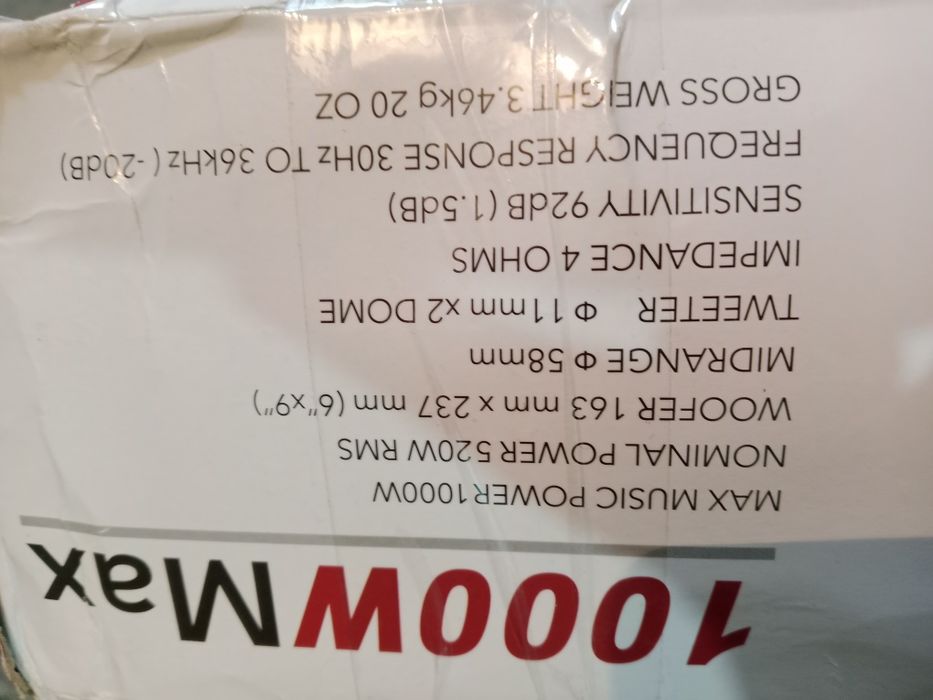 1000W Max
MAX MUSIC POWER 1000W
NOMINAL POWER 520W RMS
WOOFER 163 mm x 237 mm (6"x9")
MIDRANGE Φ 58mm
TWEETER Φ 11mm x2 DOME
IMPEDANCE 4 OHMS
SENSITIVITY 92dB (1.5dB)
FREQUENCY RESPONSE 30Hz TO 36kHz ( -20dB)
GROSS WEIGHT 3.46kg 20 OZ